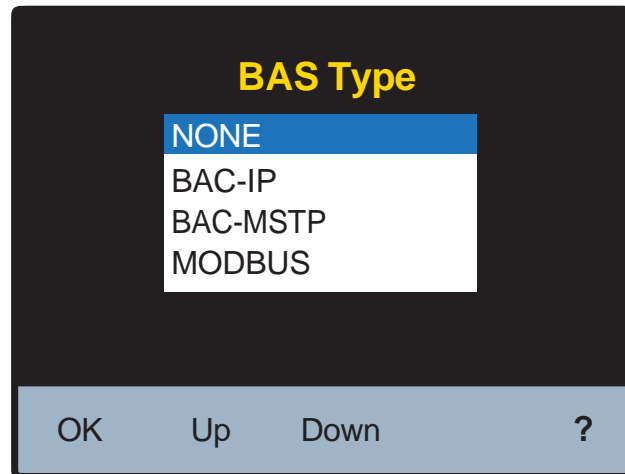 BAS Type
NONE
BAC-IP
BAC-MSTP
MODBUS
OK Up Down ?